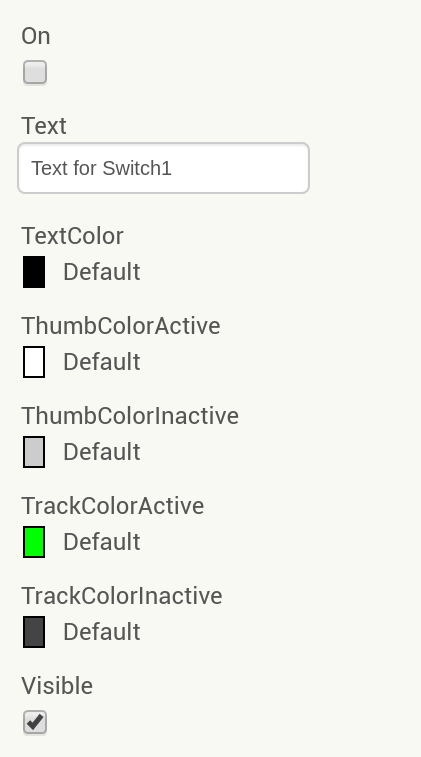 On
Text
Text for Switch1
TextColor
Default
ThumbColorActive
Default
ThumbColorInactive
Default
TrackColorActive
Default
TrackColorInactive
Default
Visible